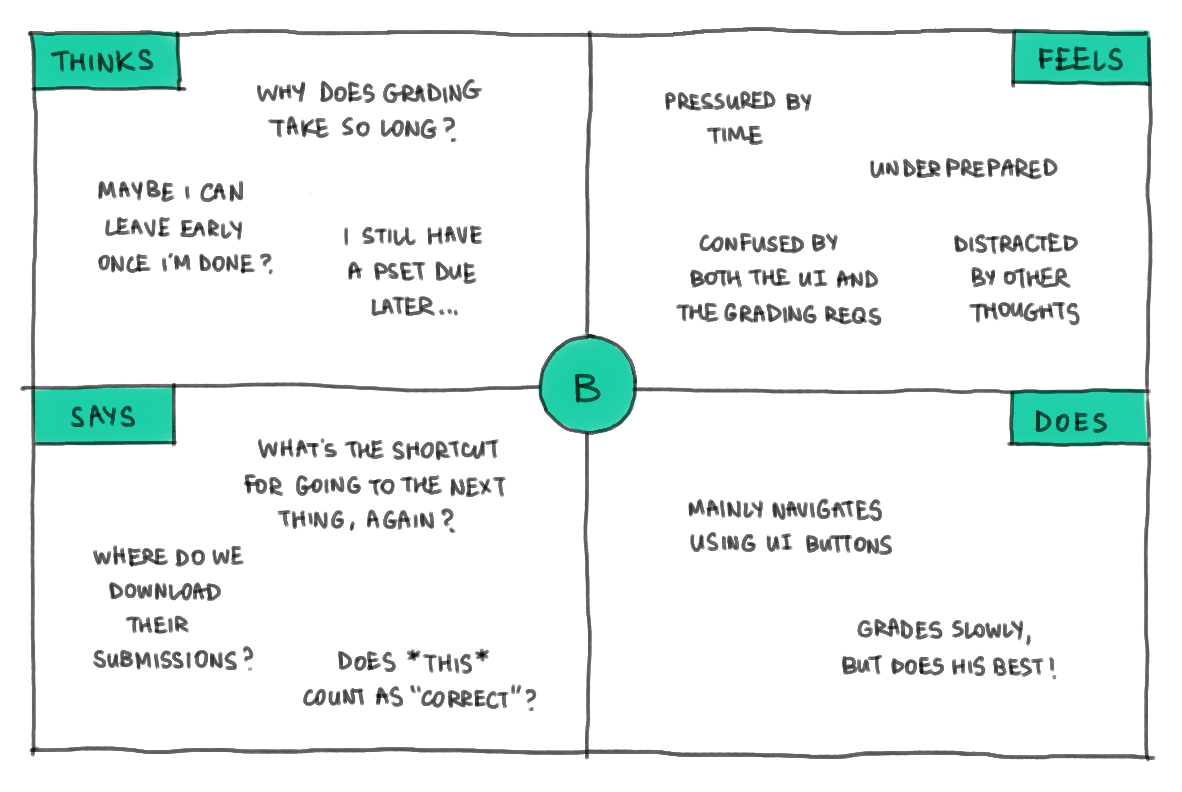 THINKS
WHY DOES GRADING
TAKE SO LONG?
MAYBE I CAN
LEAVE EARLY
ONCE I'M DONE?
I STILL HAVE
A PSET DUE
LATER...
FEELS
PRESSURED BY
TIME
UNDERPREPARED
CONFUSED BY
BOTH THE UI AND
THE GRADING REQS
DISTRACTED
BY OTHER
THOUGHTS
B
SAYS
WHAT'S THE SHORTCUT
FOR GOING TO THE NEXT
THING, AGAIN?
WHERE DO WE
DOWNLOAD
THEIR
SUBMISSIONS?
DOES *THIS*
COUNT AS "CORRECT"?
DOES
MAINLY NAVIGATES
USING UI BUTTONS
GRADES SLOWLY,
BUT DOES HIS BEST!